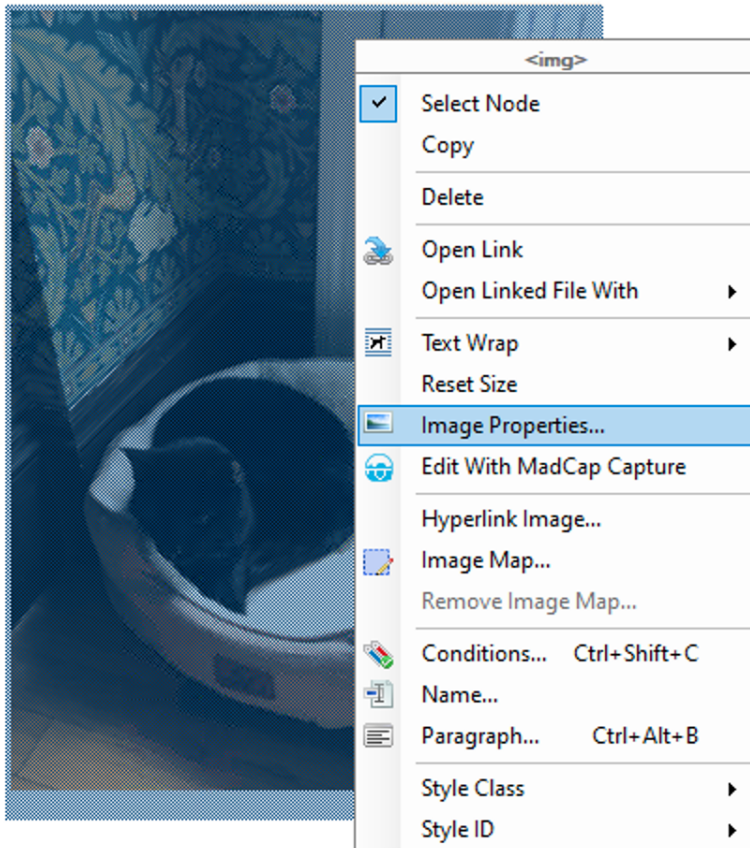 <img>
Select Node
Copy
Delete
Open Link
Open Linked File With
Text Wrap
Reset Size
Image Properties...
Edit With MadCap Capture
Hyperlink Image...
Image Map...
Remove Image Map...
Conditions... Ctrl+Shift+C
Name...
Paragraph... Ctrl+Alt+B
Style Class
Style ID